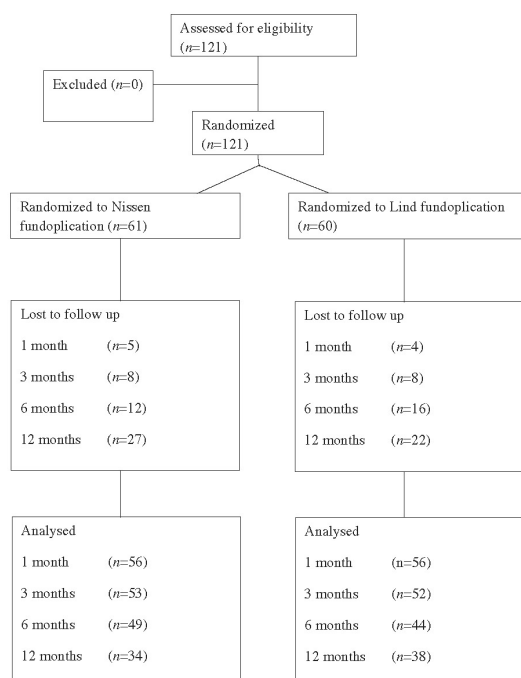 Assessed for eligibility
(n=121)
Excluded (n=0)
Randomized
(n=121)
Randomized to Nissen
fundoplication (n=61)
Randomized to Lind fundoplication
(n=60)
Lost to follow up
1 month (n=5)
3 months (n=8)
6 months (n=12)
12 months (n=27)
Lost to follow up
1 month (n=4)
3 months (n=8)
6 months (n=16)
12 months (n=22)
Analysed
1 month (n=56)
3 months (n=53)
6 months (n=49)
12 months (n=34)
Analysed
1 month (n=56)
3 months (n=52)
6 months (n=44)
12 months (n=38)